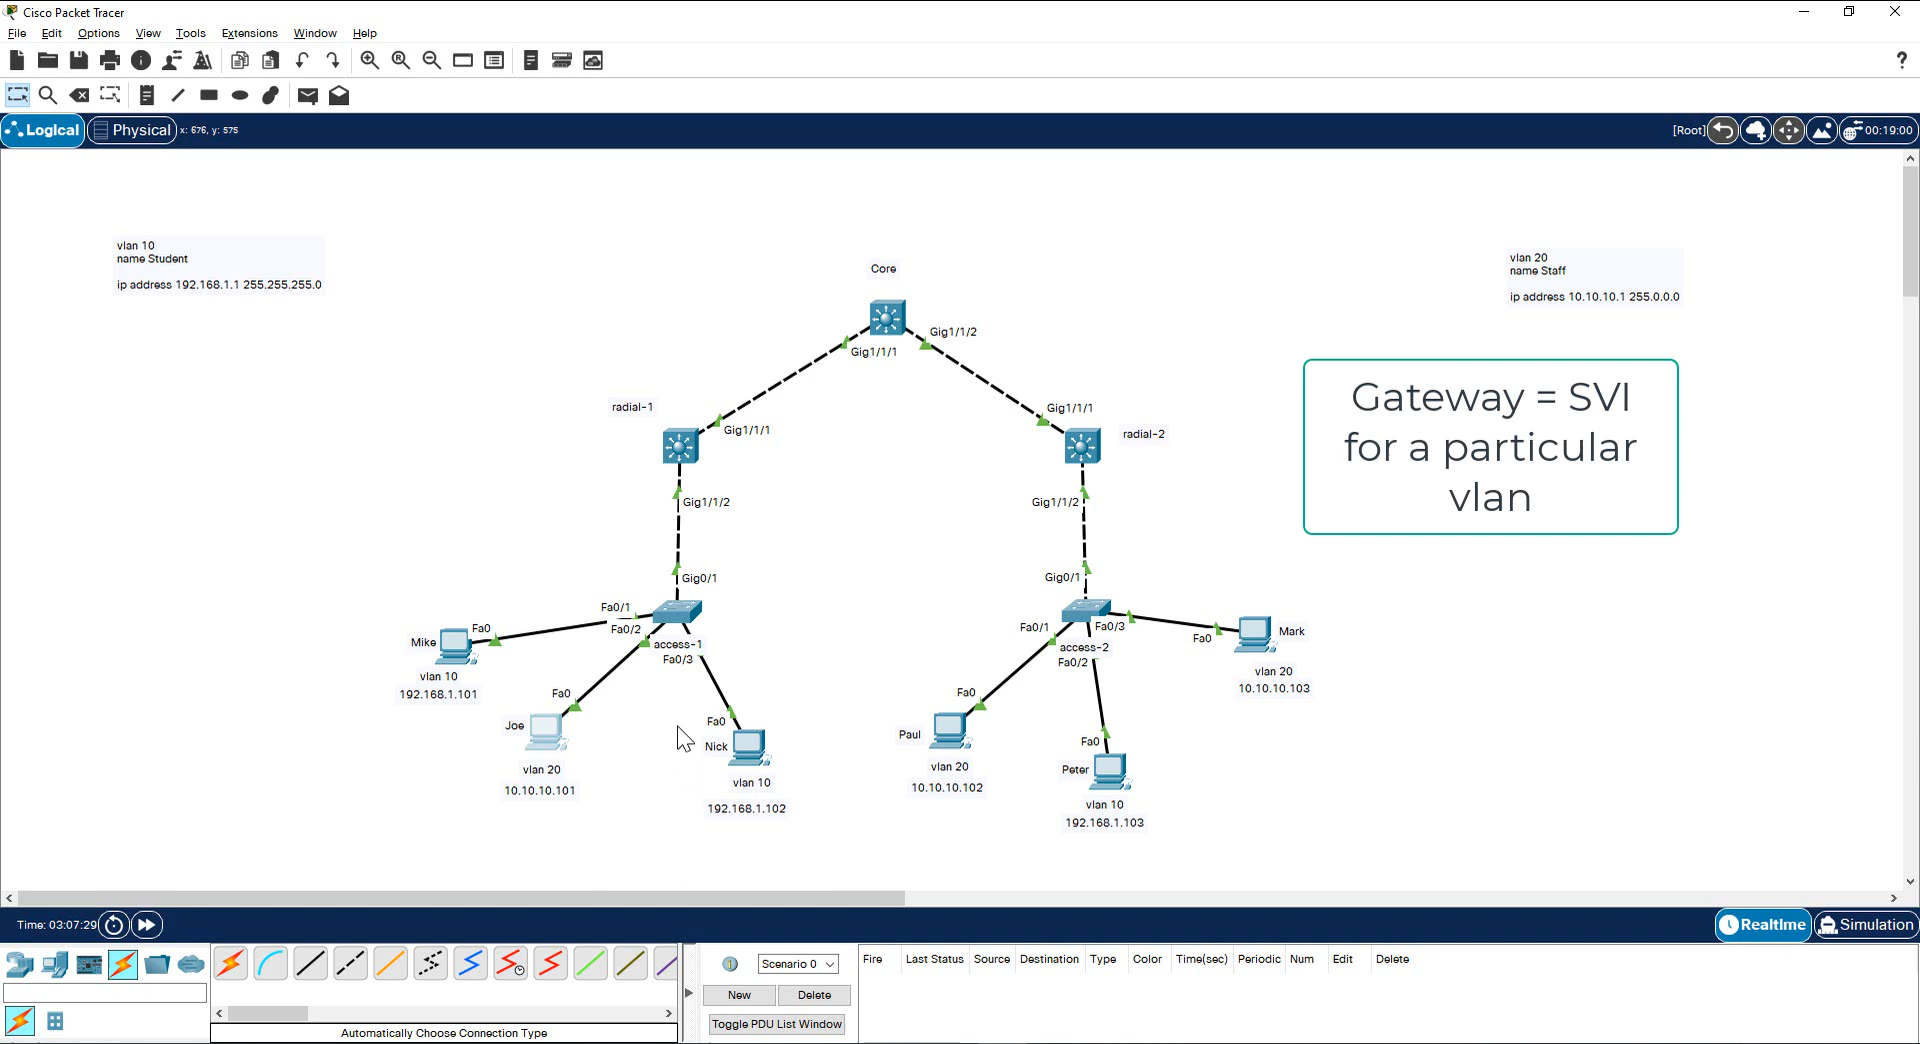 Cisco Packet Tracer
File Edit Options View Tools Extensions Window Help
?
Logical Physical x: 676, y: 575
[Root] 00:19:00
vlan 10
name Student
ip address 192.168.1.1 255.255.255.0
vlan 20
name Staff
ip address 10.10.10.1 255.0.0.0
Core
Gig1/1/2
Gig1/1/1
Gateway = SVI
for a particular
vlan
radial-1
Gig1/1/1
Gig1/1/1
radial-2
Gig1/1/2
Gig1/1/2
Gig0/1
Gig0/1
Fa0/1
Fa0/2
access-1
Fa0/3
Mike
Fa0
vlan 10
192.168.1.101
Joe
Fa0
vlan 20
10.10.10.101
Fa0
Nick
vlan 10
192.168.1.102
Fa0/1
Fa0/3
access-2
Fa0/2
Fa0
Paul
vlan 20
10.10.10.102
Fa0
Peter
vlan 10
192.168.1.103
Fa0
Mark
vlan 20
10.10.10.103
Time: 03:07:29
Realtime Simulation
Scenario 0
New Delete
Toggle PDU List Window
Fire Last Status Source Destination Type Color Time(sec) Periodic Num Edit Delete
Automatically Choose Connection Type